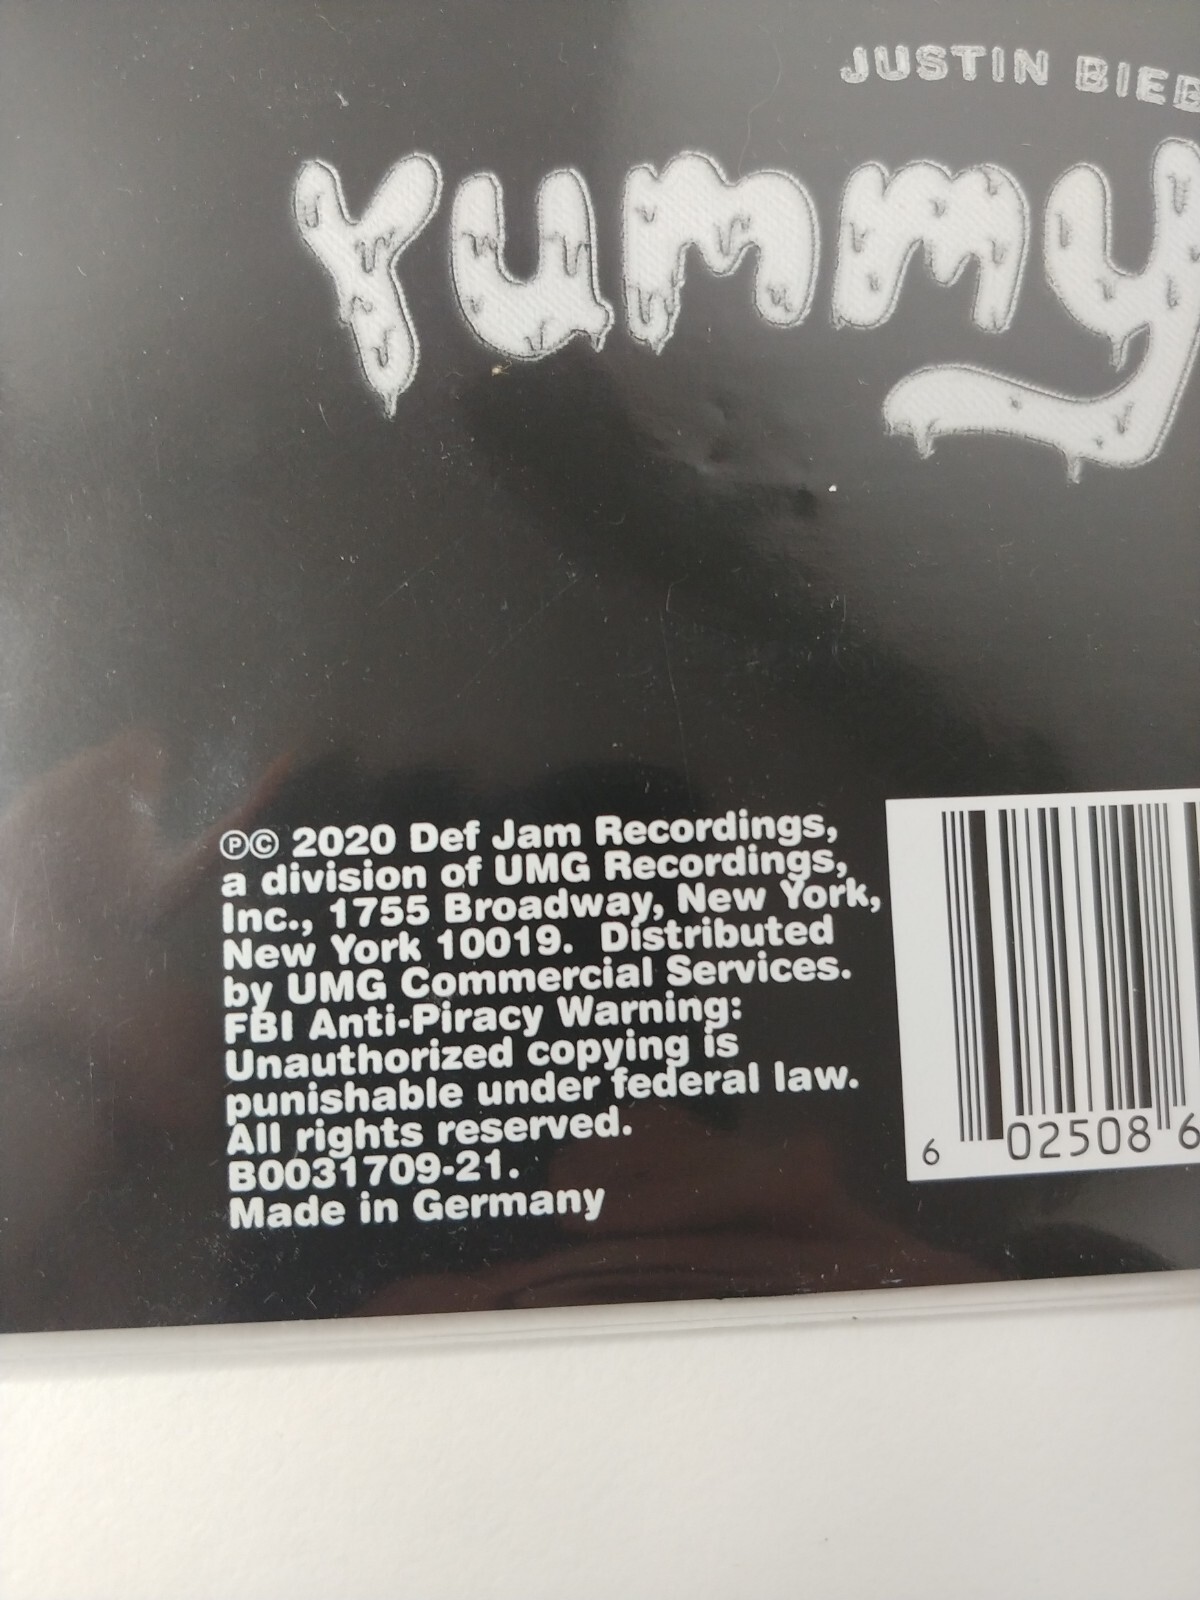 JUSTIN BIEB
Yummy
℗© 2020 Def Jam Recordings,
a division of UMG Recordings,
Inc., 1755 Broadway, New York,
New York 10019. Distributed
by UMG Commercial Services.
FBI Anti-Piracy Warning:
Unauthorized copying is
punishable under federal law.
All rights reserved.
B0031709-21.
Made in Germany
6 02508 6